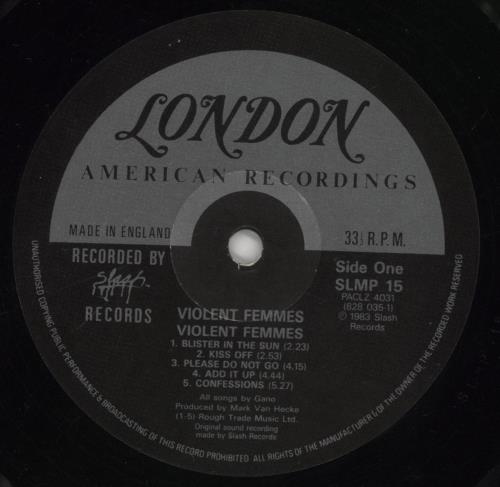 LONDON
AMERICAN RECORDINGS
MADE IN ENGLAND
33⅓ R.P.M.
RECORDED BY
Slash
RECORDS
Side One
SLMP 15
PACLZ 4031
(828 035-1)
℗ 1983 Slash
Records
VIOLENT FEMMES
VIOLENT FEMMES
1. BLISTER IN THE SUN (2.23)
2. KISS OFF (2.53)
3. PLEASE DO NOT GO (4.15)
4. ADD IT UP (4.44)
5. CONFESSIONS (5.27)
All songs by Gano
Produced by Mark Van Hecke
(1-5) Rough Trade Music Ltd.
Original sound recording
made by Slash Records
UNAUTHORISED COPYING PUBLIC PERFORMANCE & BROADCASTING OF THIS RECORD PROHIBITED. ALL RIGHTS OF THE MANUFACTURER & OF THE OWNER OF THE RECORDED WORK RESERVED